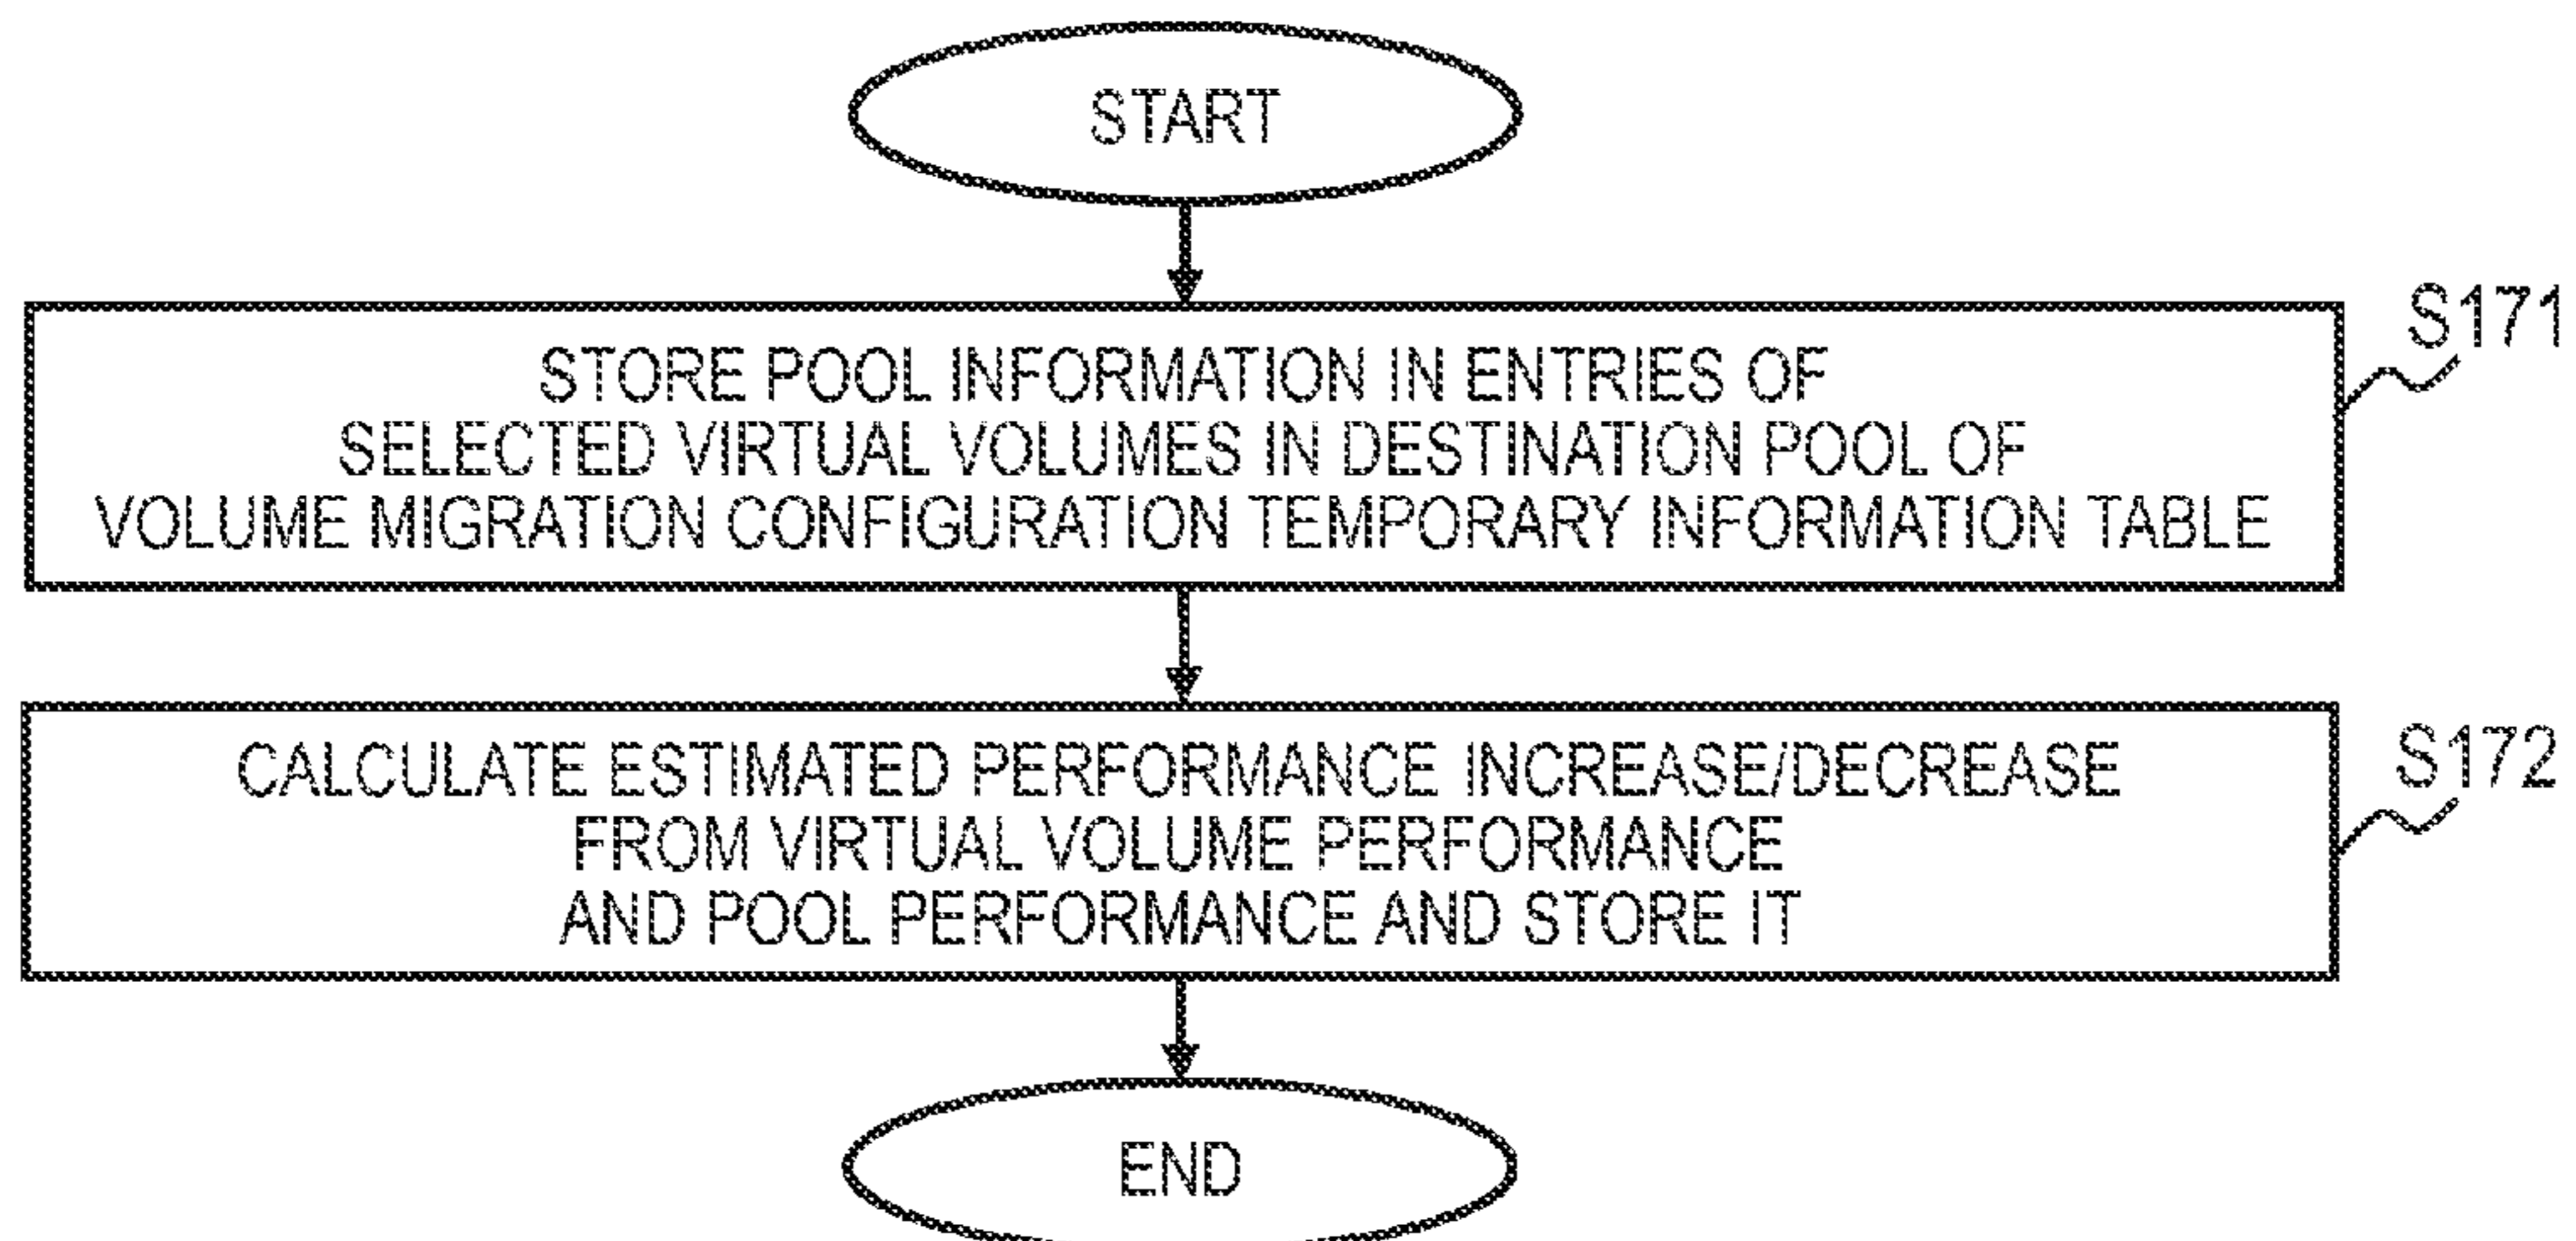 START
S171
STORE POOL INFORMATION IN ENTRIES OF
SELECTED VIRTUAL VOLUMES IN DESTINATION POOL OF
VOLUME MIGRATION CONFIGURATION TEMPORARY INFORMATION TABLE
S172
CALCULATE ESTIMATED PERFORMANCE INCREASE/DECREASE
FROM VIRTUAL VOLUME PERFORMANCE
AND POOL PERFORMANCE AND STORE IT
END